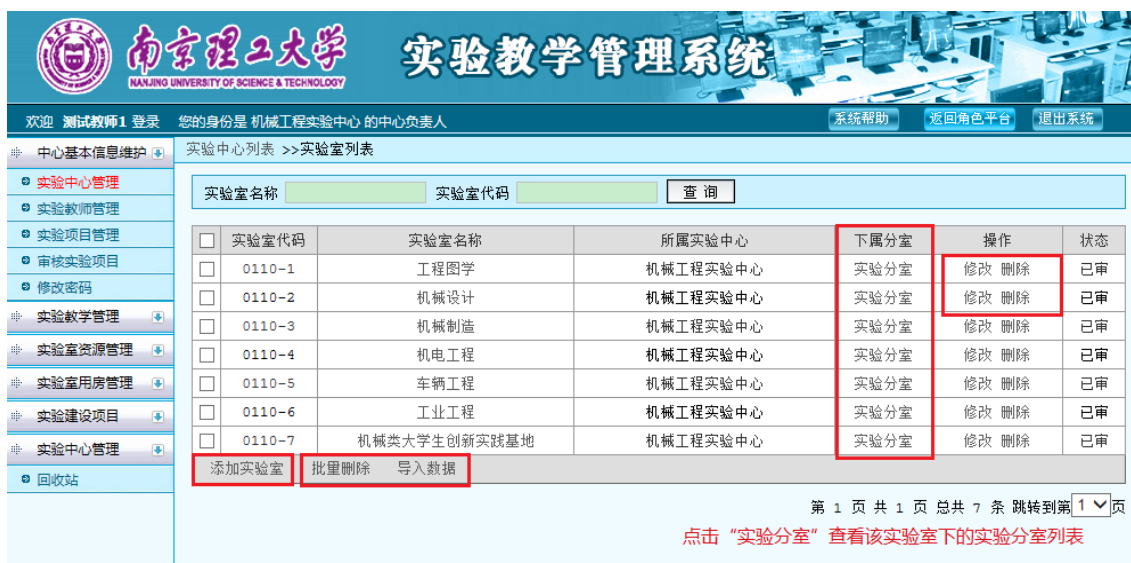 南京理工大学 实验教学管理系统
NANJING UNIVERSITY OF SCIENCE & TECHNOLOGY
欢迎 测试教师1 登录 您的身份是 机械工程实验中心 的中心负责人 系统帮助 返回角色平台 退出系统
中心基本信息维护 实验中心列表 >>实验室列表
实验中心管理 实验室名称 实验室代码 查 询
实验教师管理
实验项目管理 实验室代码 实验室名称 所属实验中心 下属分室 操作 状态
审核实验项目 0110-1 工程图学 机械工程实验中心 实验分室 修改 删除 已审
修改密码 0110-2 机械设计 机械工程实验中心 实验分室 修改 删除 已审
实验教学管理 0110-3 机械制造 机械工程实验中心 实验分室 修改 删除 已审
实验室资源管理 0110-4 机电工程 机械工程实验中心 实验分室 修改 删除 已审
实验室用房管理 0110-5 车辆工程 机械工程实验中心 实验分室 修改 删除 已审
实验建设项目 0110-6 工业工程 机械工程实验中心 实验分室 修改 删除 已审
实验中心管理 0110-7 机械类大学生创新实践基地 机械工程实验中心 实验分室 修改 删除 已审
回收站 添加实验室 批量删除 导入数据
第 1 页 共 1 页 总共 7 条 跳转到第 1 页
点击“实验分室”查看该实验室下的实验分室列表